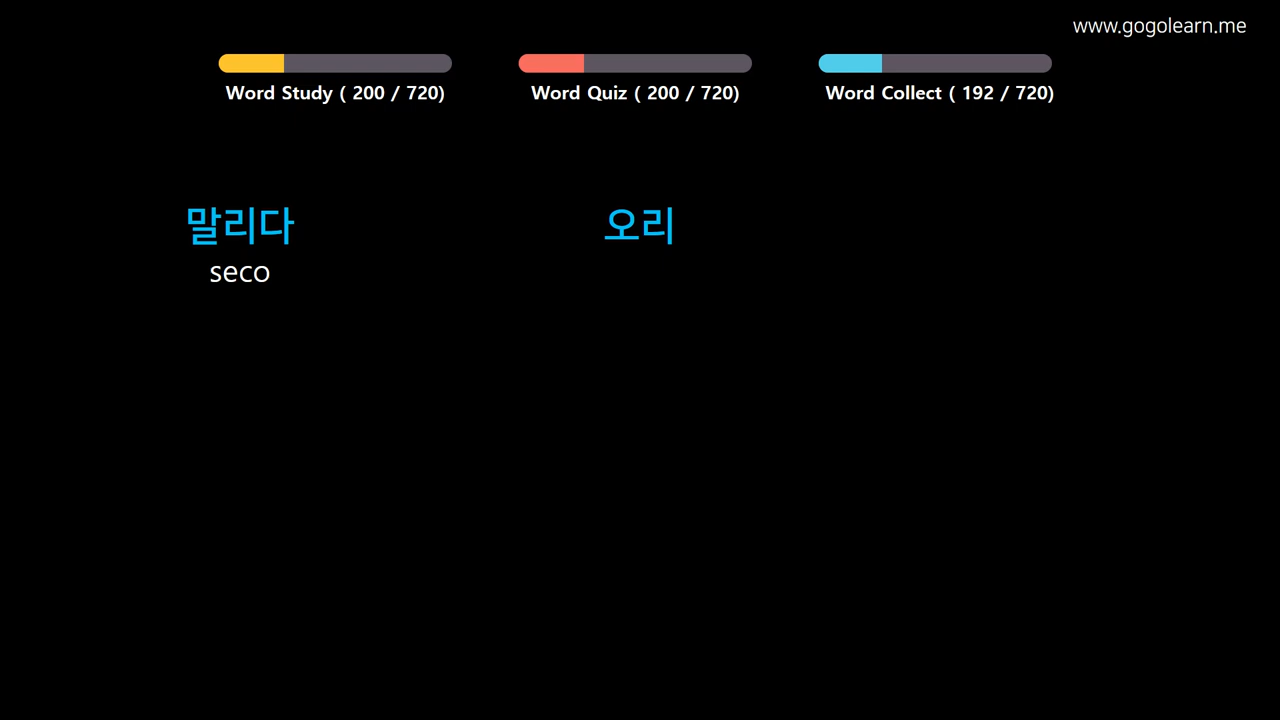 www.gogolearn.me
Word Study ( 200 / 720)
Word Quiz ( 200 / 720)
Word Collect ( 192 / 720)
말리다
seco
오리